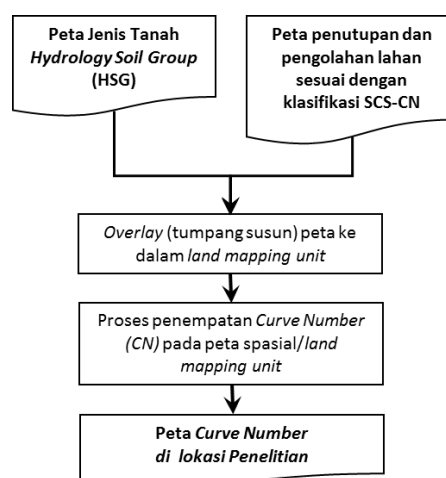 Peta Jenis Tanah
Hydrology Soil Group
(HSG)
Peta penutupan dan
pengolahan lahan
sesuai dengan
klasifikasi SCS-CN
Overlay (tumpang susun) peta ke
dalam land mapping unit
Proses penempatan Curve Number
(CN) pada peta spasial/land
mapping unit
Peta Curve Number
di lokasi Penelitian